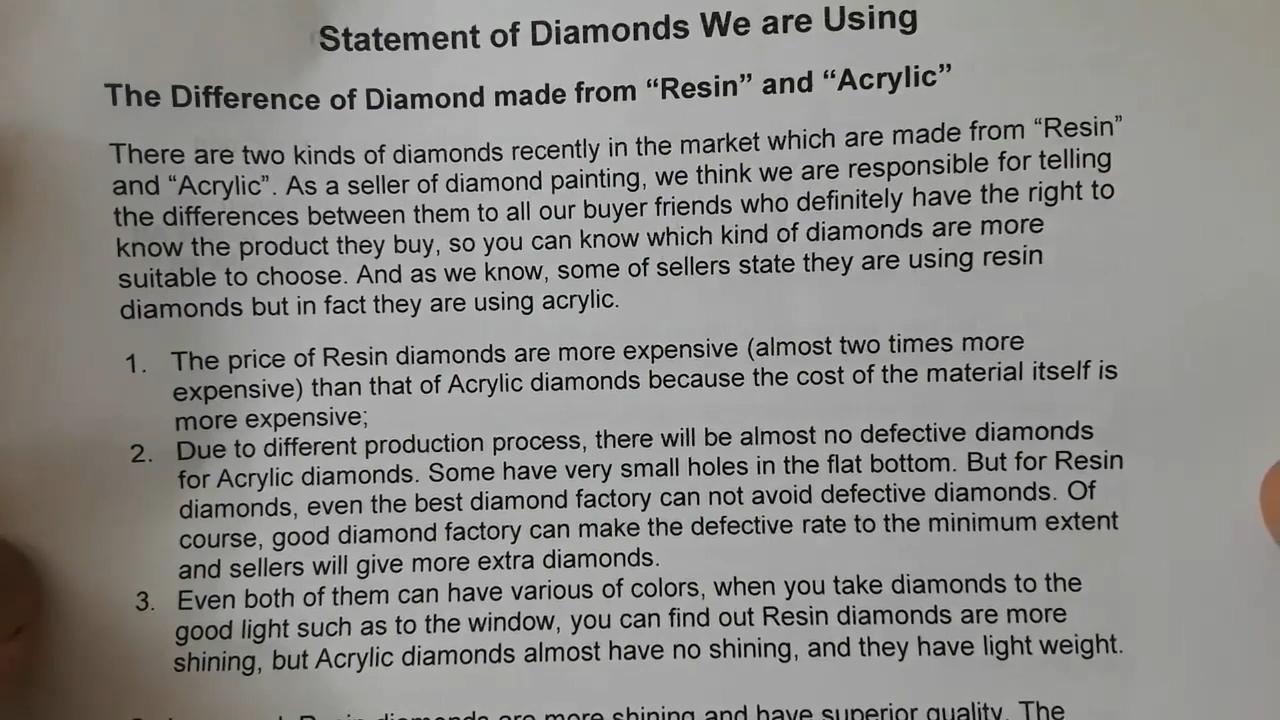 Statement of Diamonds We are Using
The Difference of Diamond made from “Resin” and “Acrylic”
There are two kinds of diamonds recently in the market which are made from “Resin”
and “Acrylic”. As a seller of diamond painting, we think we are responsible for telling
the differences between them to all our buyer friends who definitely have the right to
know the product they buy, so you can know which kind of diamonds are more
suitable to choose. And as we know, some of sellers state they are using resin
diamonds but in fact they are using acrylic.
1. The price of Resin diamonds are more expensive (almost two times more
expensive) than that of Acrylic diamonds because the cost of the material itself is
more expensive;
2. Due to different production process, there will be almost no defective diamonds
for Acrylic diamonds. Some have very small holes in the flat bottom. But for Resin
diamonds, even the best diamond factory can not avoid defective diamonds. Of
course, good diamond factory can make the defective rate to the minimum extent
and sellers will give more extra diamonds.
3. Even both of them can have various of colors, when you take diamonds to the
good light such as to the window, you can find out Resin diamonds are more
shining, but Acrylic diamonds almost have no shining, and they have light weight.
Resin diamonds are more shining and have superior quality. The